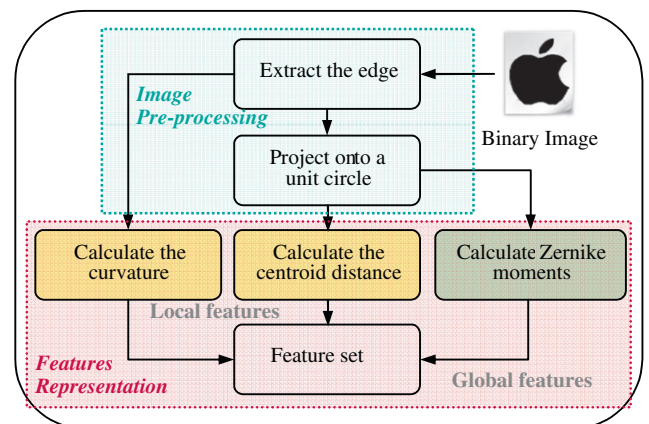 Extract the edge
Image
Pre-processing
Binary Image
Project onto a
unit circle
Calculate the
curvature
Calculate the
centroid distance
Calculate Zernike
moments
Local features
Feature set
Features
Representation
Global features